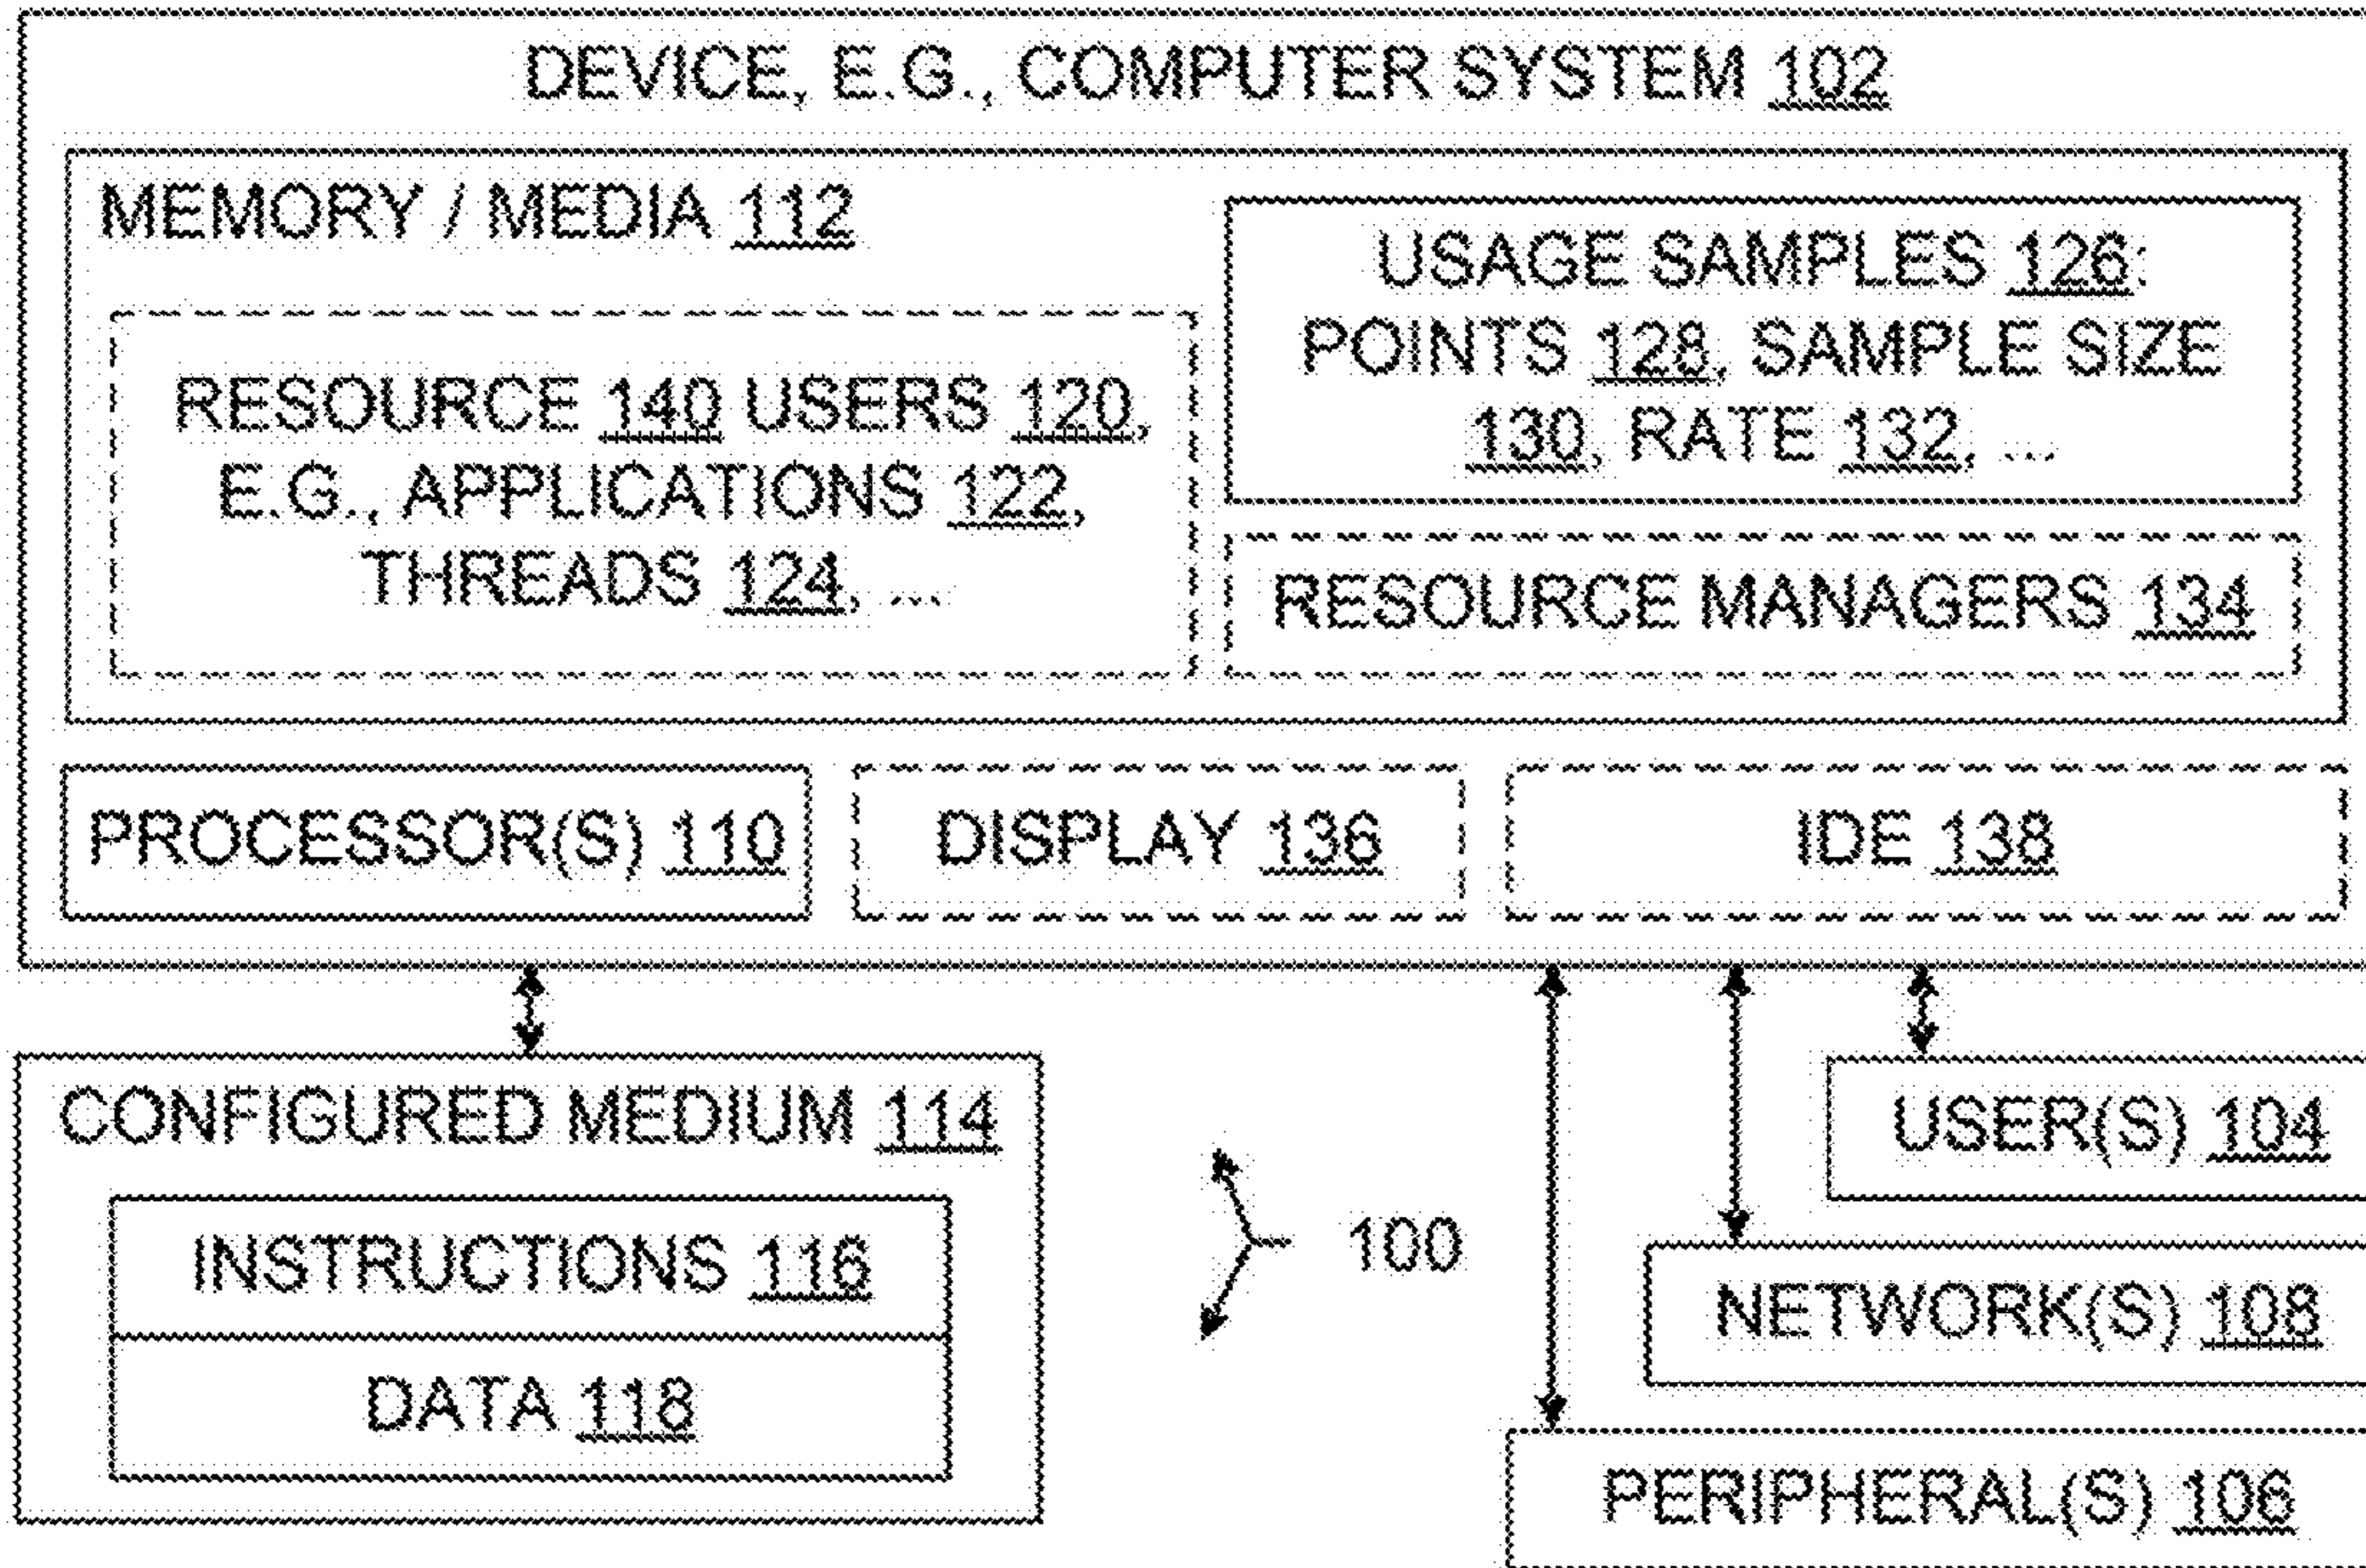 DEVICE, E.G., COMPUTER SYSTEM 102
MEMORY / MEDIA 112
RESOURCE 140 USERS 120,
E.G., APPLICATIONS 122,
THREADS 124, ...
USAGE SAMPLES 126:
POINTS 128, SAMPLE SIZE
130, RATE 132, ...
RESOURCE MANAGERS 134
PROCESSOR(S) 110
DISPLAY 136
IDE 138
CONFIGURED MEDIUM 114
INSTRUCTIONS 116
DATA 118
100
USER(S) 104
NETWORK(S) 108
PERIPHERAL(S) 106